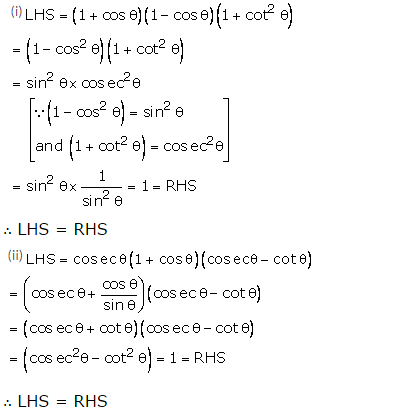 (i) LHS = (1 + cos θ)(1 − cos θ)(1 + cot² θ)
= (1 − cos² θ)(1 + cot² θ)
= sin² θ x cosec²θ
[∵ (1 − cos² θ) = sin² θ
and (1 + cot² θ) = cosec²θ]
= sin² θ x 1/sin² θ = 1 = RHS
∴ LHS = RHS
(ii) LHS = cosec θ(1 + cos θ)(cosec θ − cot θ)
= (cosec θ + cos θ/sin θ)(cosec θ − cot θ)
= (cosec θ + cot θ)(cosec θ − cot θ)
= (cosec²θ − cot² θ) = 1 = RHS
∴ LHS = RHS